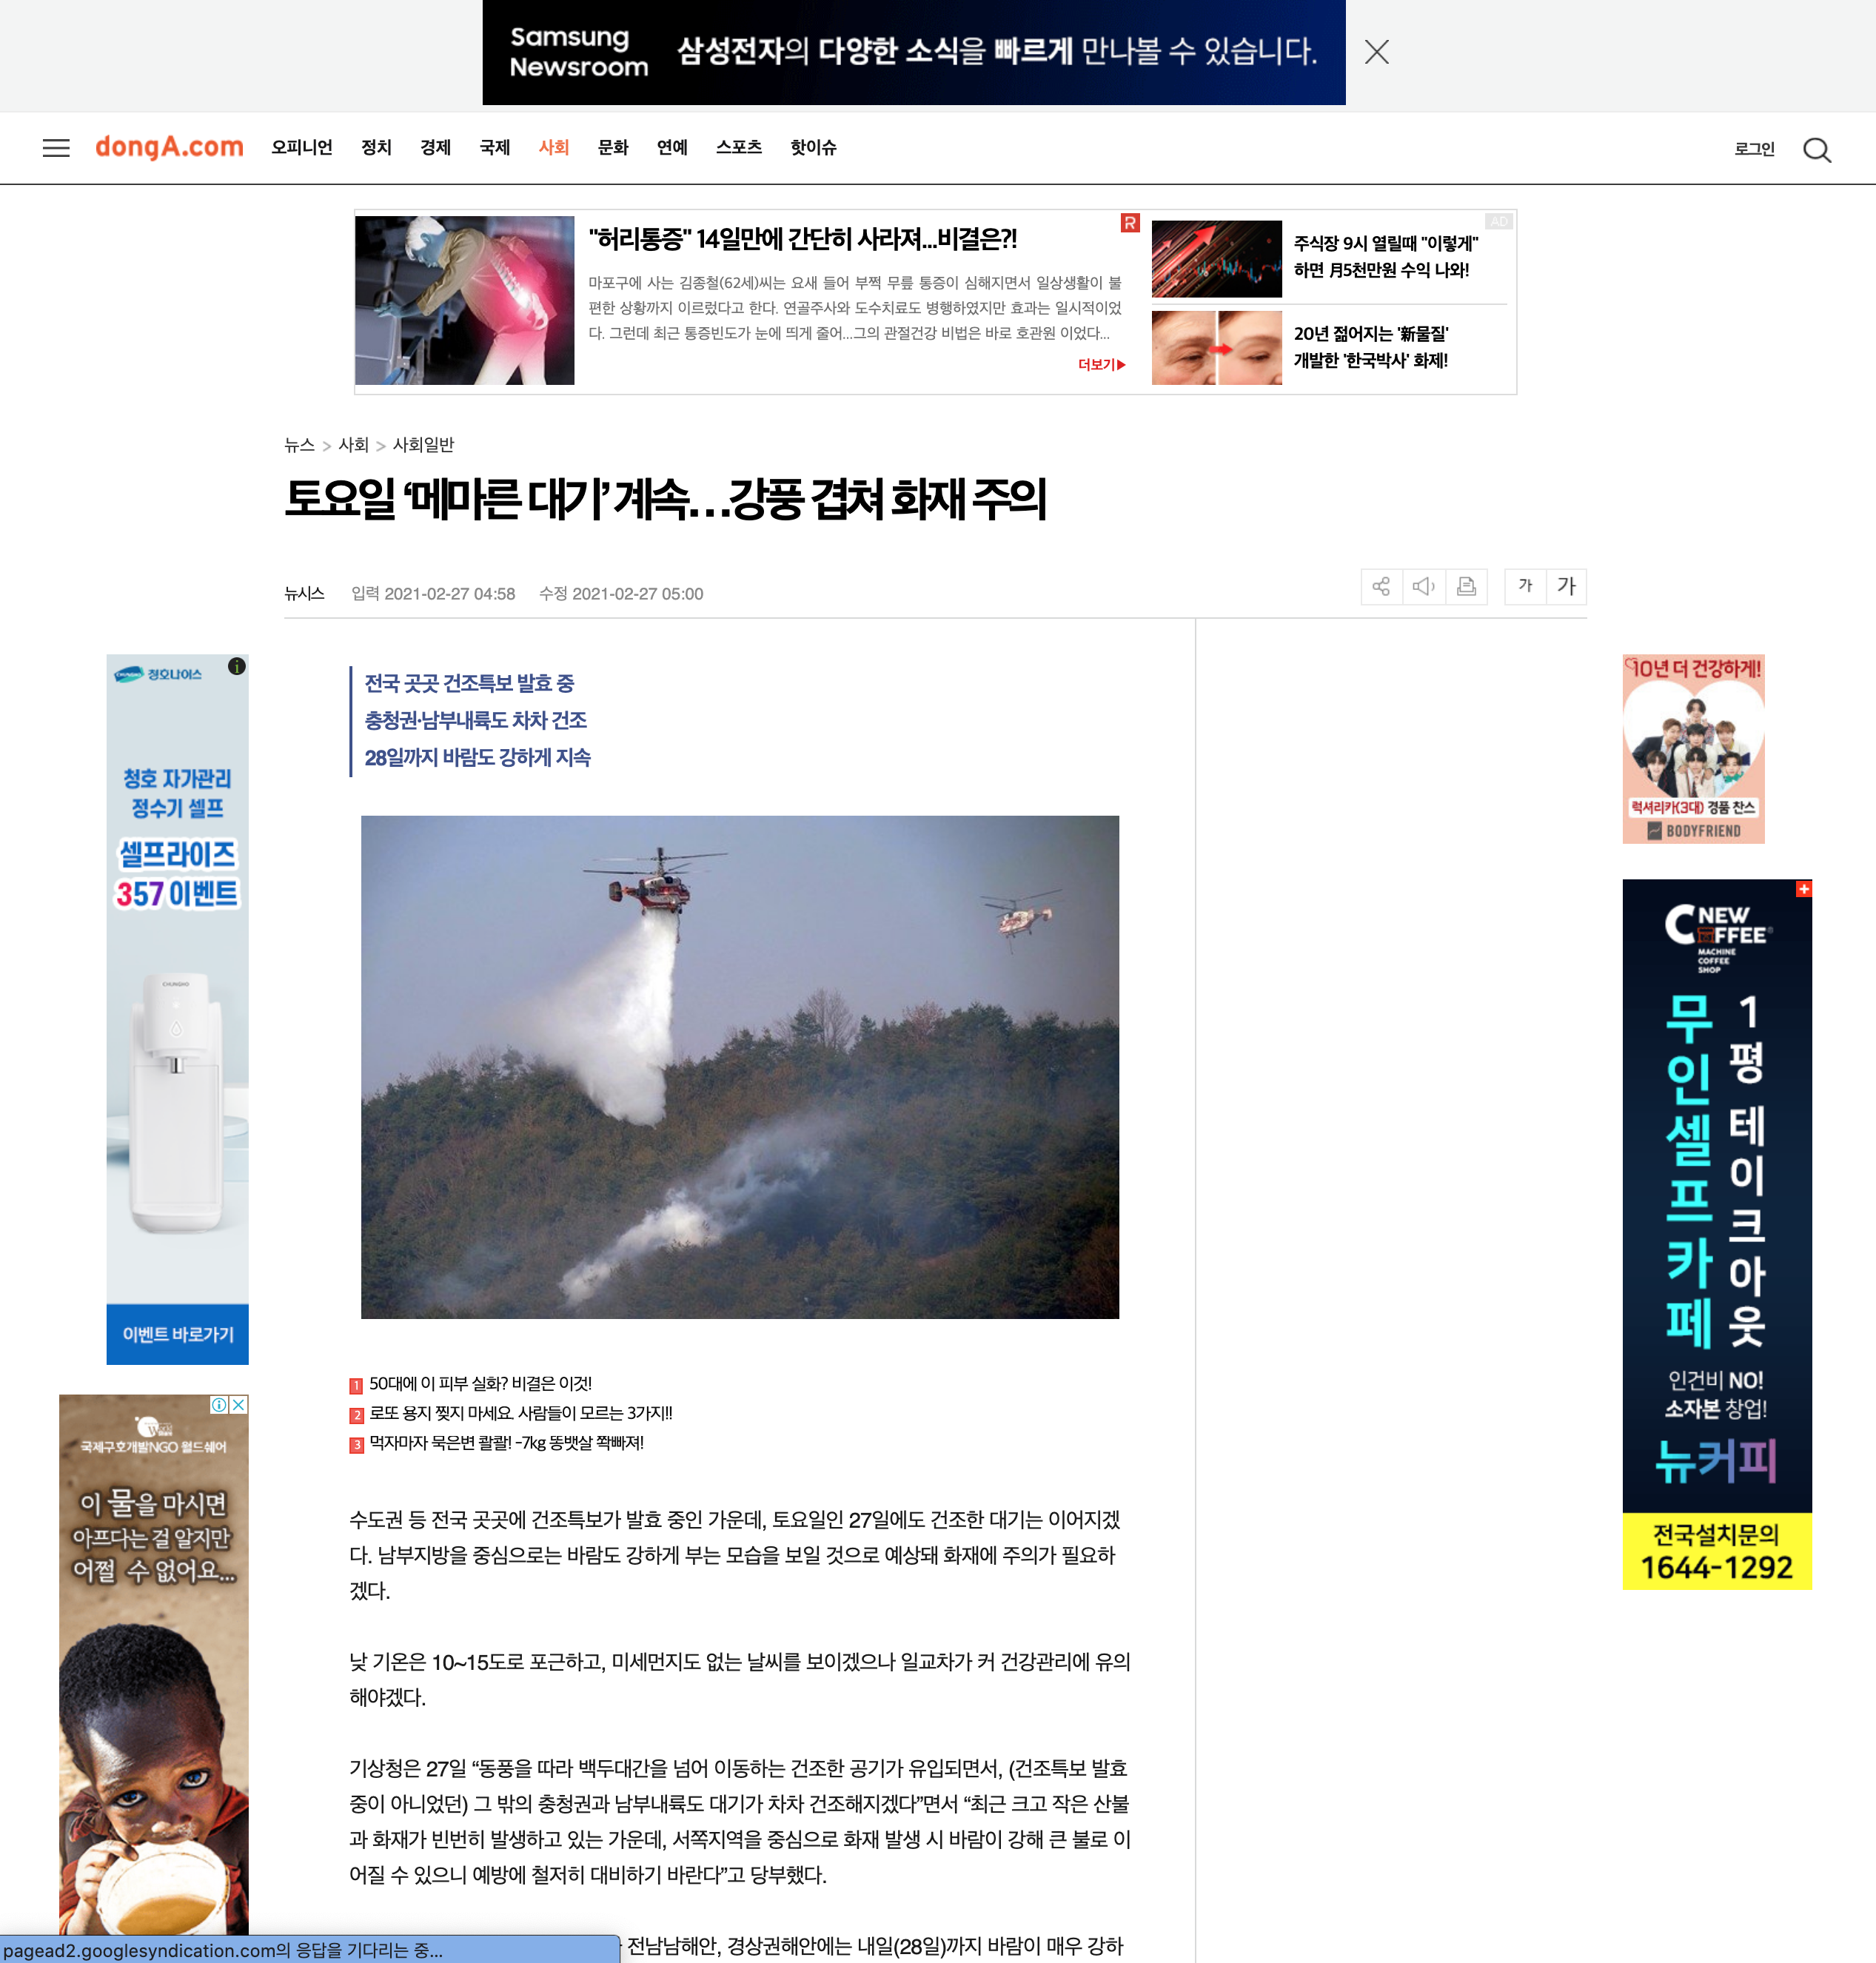 Samsung
Newsroom
삼성전자의 다양한 소식을 빠르게 만나볼 수 있습니다.
dongA.com 오피니언 정치 경제 국제 사회 문화 연예 스포츠 핫이슈 로그인
"허리통증" 14일만에 간단히 사라져...비결은?!
R
마포구에 사는 김종철(62세)씨는 요새 들어 부쩍 무릎 통증이 심해지면서 일상생활이 불
편한 상황까지 이르렀다고 한다. 연골주사와 도수치료도 병행하였지만 효과는 일시적이었
다. 그런데 최근 통증빈도가 눈에 띄게 줄어...그의 관절건강 비법은 바로 호관원 이었다...
더보기▶
AD
주식장 9시 열릴때 "이렇게"
하면 月5천만원 수익 나와!
20년 젊어지는 '新물질'
개발한 '한국박사' 화제!
뉴스 > 사회 > 사회일반
토요일 ‘메마른 대기’ 계속…강풍 겹쳐 화재 주의
뉴시스 입력 2021-02-27 04:58 수정 2021-02-27 05:00
가 가
전국 곳곳 건조특보 발효 중
충청권·남부내륙도 차차 건조
28일까지 바람도 강하게 지속
1 50대에 이 피부 실화? 비결은 이것!
2 로또 용지 찢지 마세요. 사람들이 모르는 3가지!!
3 먹자마자 묵은변 콸콸! -7kg 똥뱃살 쫙빠져!
수도권 등 전국 곳곳에 건조특보가 발효 중인 가운데, 토요일인 27일에도 건조한 대기는 이어지겠
다. 남부지방을 중심으로는 바람도 강하게 부는 모습을 보일 것으로 예상돼 화재에 주의가 필요하
겠다.
낮 기온은 10~15도로 포근하고, 미세먼지도 없는 날씨를 보이겠으나 일교차가 커 건강관리에 유의
해야겠다.
기상청은 27일 “동풍을 따라 백두대간을 넘어 이동하는 건조한 공기가 유입되면서, (건조특보 발효
중이 아니었던) 그 밖의 충청권과 남부내륙도 대기가 차차 건조해지겠다”면서 “최근 크고 작은 산불
과 화재가 빈번히 발생하고 있는 가운데, 서쪽지역을 중심으로 화재 발생 시 바람이 강해 큰 불로 이
어질 수 있으니 예방에 철저히 대비하기 바란다”고 당부했다.
전남남해안, 경상권해안에는 내일(28일)까지 바람이 매우 강하
청호나이스
청호 자가관리
정수기 셀프
셀프라이즈
357 이벤트
CHUNGHO
이벤트 바로가기
국제구호개발NGO 월드쉐어
이 물을 마시면
아프다는 걸 알지만
어쩔 수 없어요...
10년 더 건강하게!
럭셔리카(3대) 경품 찬스
BODYFRIEND
NEW
COFFEE
MACHINE
COFFEE
SHOP
1평 테이크아웃
무인셀프카페
인건비 NO!
소자본 창업!
뉴커피
전국설치문의
1644-1292
pagead2.googlesyndication.com의 응답을 기다리는 중...